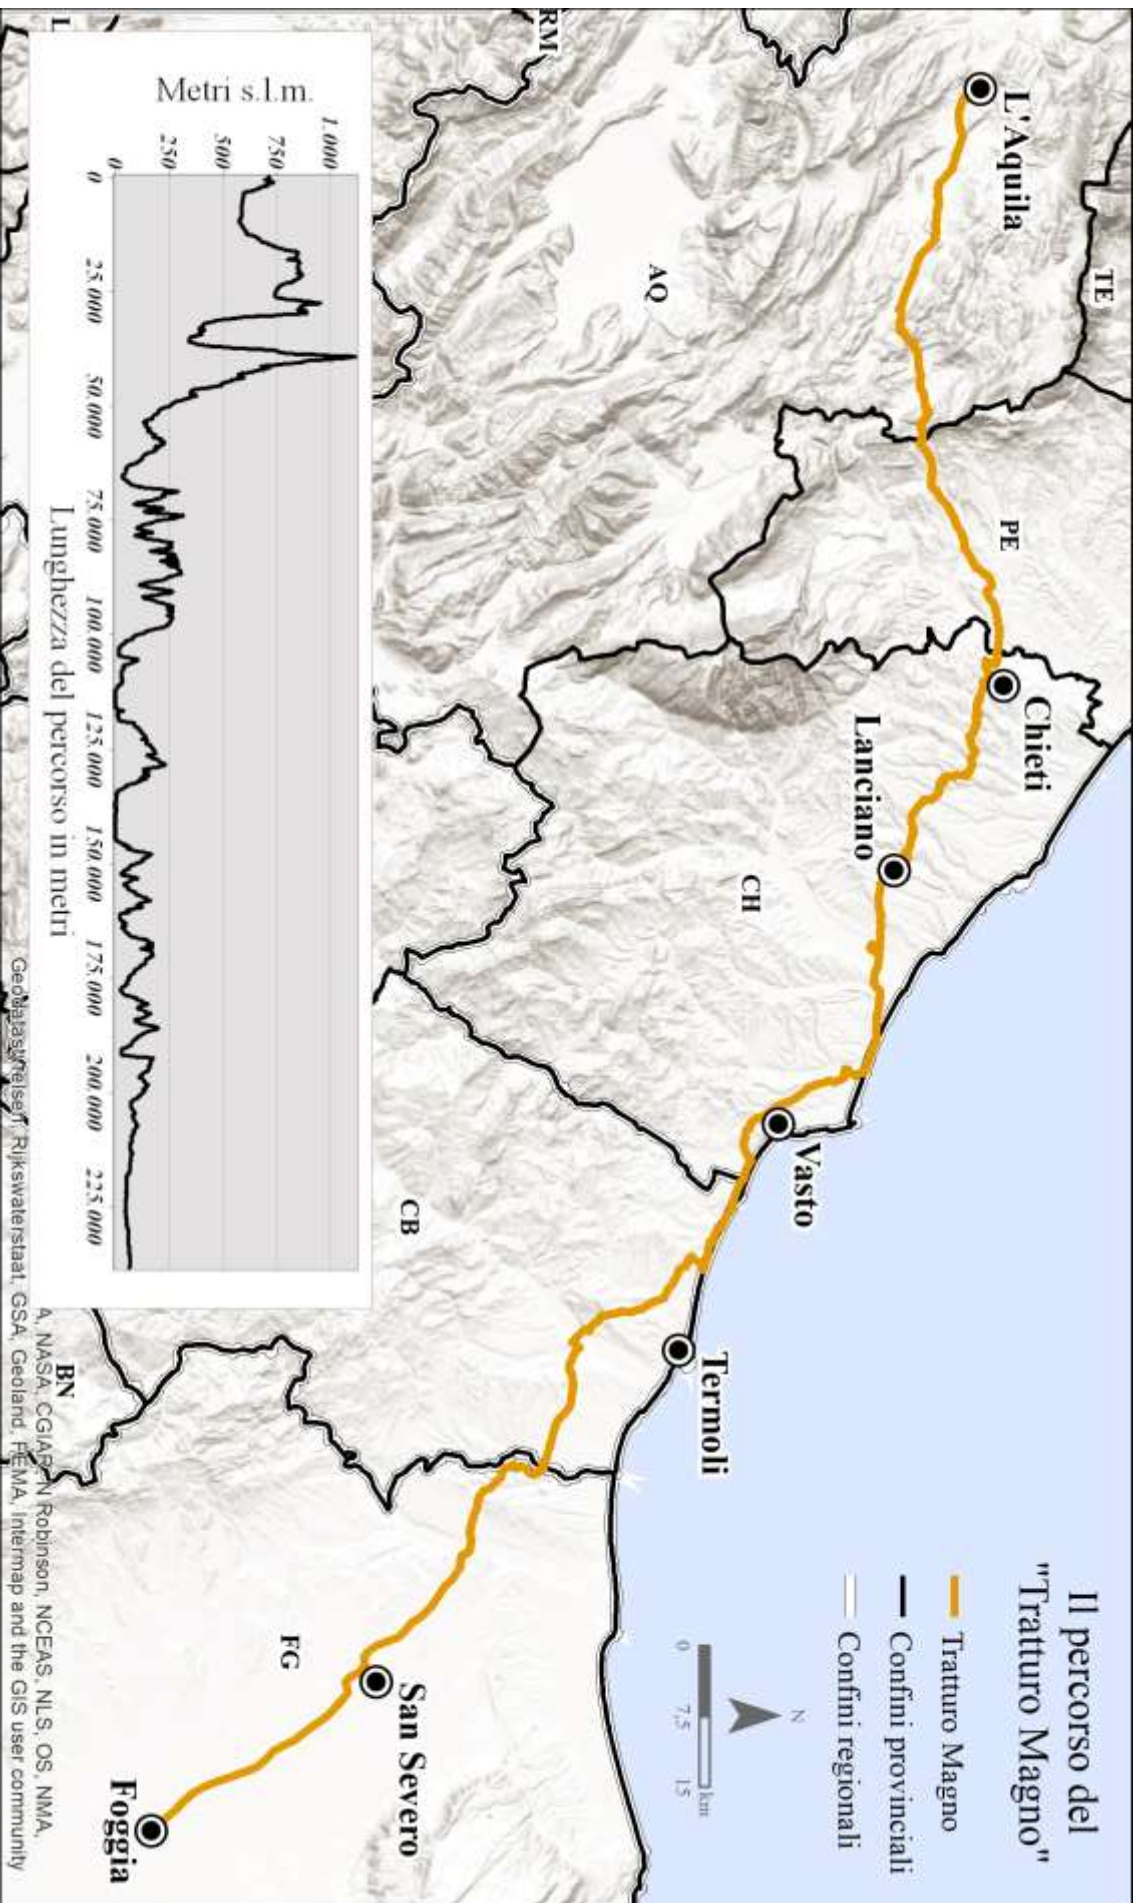 Il percorso del
"Tratturo Magno"
Tratturo Magno
Confini provinciali
Confini regionali
N
0 7,5 15 km
RM
L'Aquila
TE
AQ
PE
Chieti
Lanciano
CH
Vasto
CB
Termoli
BN
FG
San Severo
Foggia
L
Metri s.l.m.
1.000
750
500
250
0
0 25.000 50.000 75.000 100.000 125.000 150.000 175.000 200.000 225.000
Lunghezza del percorso in metri
A, NASA, CGIAR, N Robinson, NCEAS, NLS, OS, NMA,
Geodatastyrelsen, Rijkswaterstaat, GSA, Geoland, FEMA, Intermap and the GIS user community